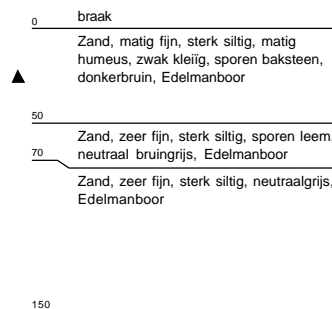 0 braak
Zand, matig fijn, sterk siltig, matig
humeus, zwak kleiïg, sporen baksteen,
donkerbruin, Edelmanboor
50
Zand, zeer fijn, sterk siltig, sporen leem,
70 neutraal bruingrijs, Edelmanboor
Zand, zeer fijn, sterk siltig, neutraalgrijs,
Edelmanboor
150